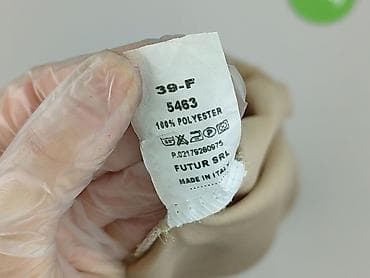 39-F
5463
100% POLYESTER
P.02179260975
FUTUR SRL
MADE IN ITALY